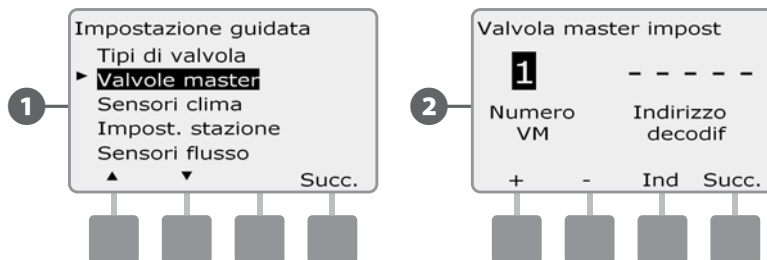 1
Impostazione guidata
Tipi di valvola
► Valvole master
Sensori clima
Impost. stazione
Sensori flusso
▲ ▼ Succ.
2
Valvola master impost
1 - - - - -
Numero VM Indirizzo decodif
+ - Ind Succ.